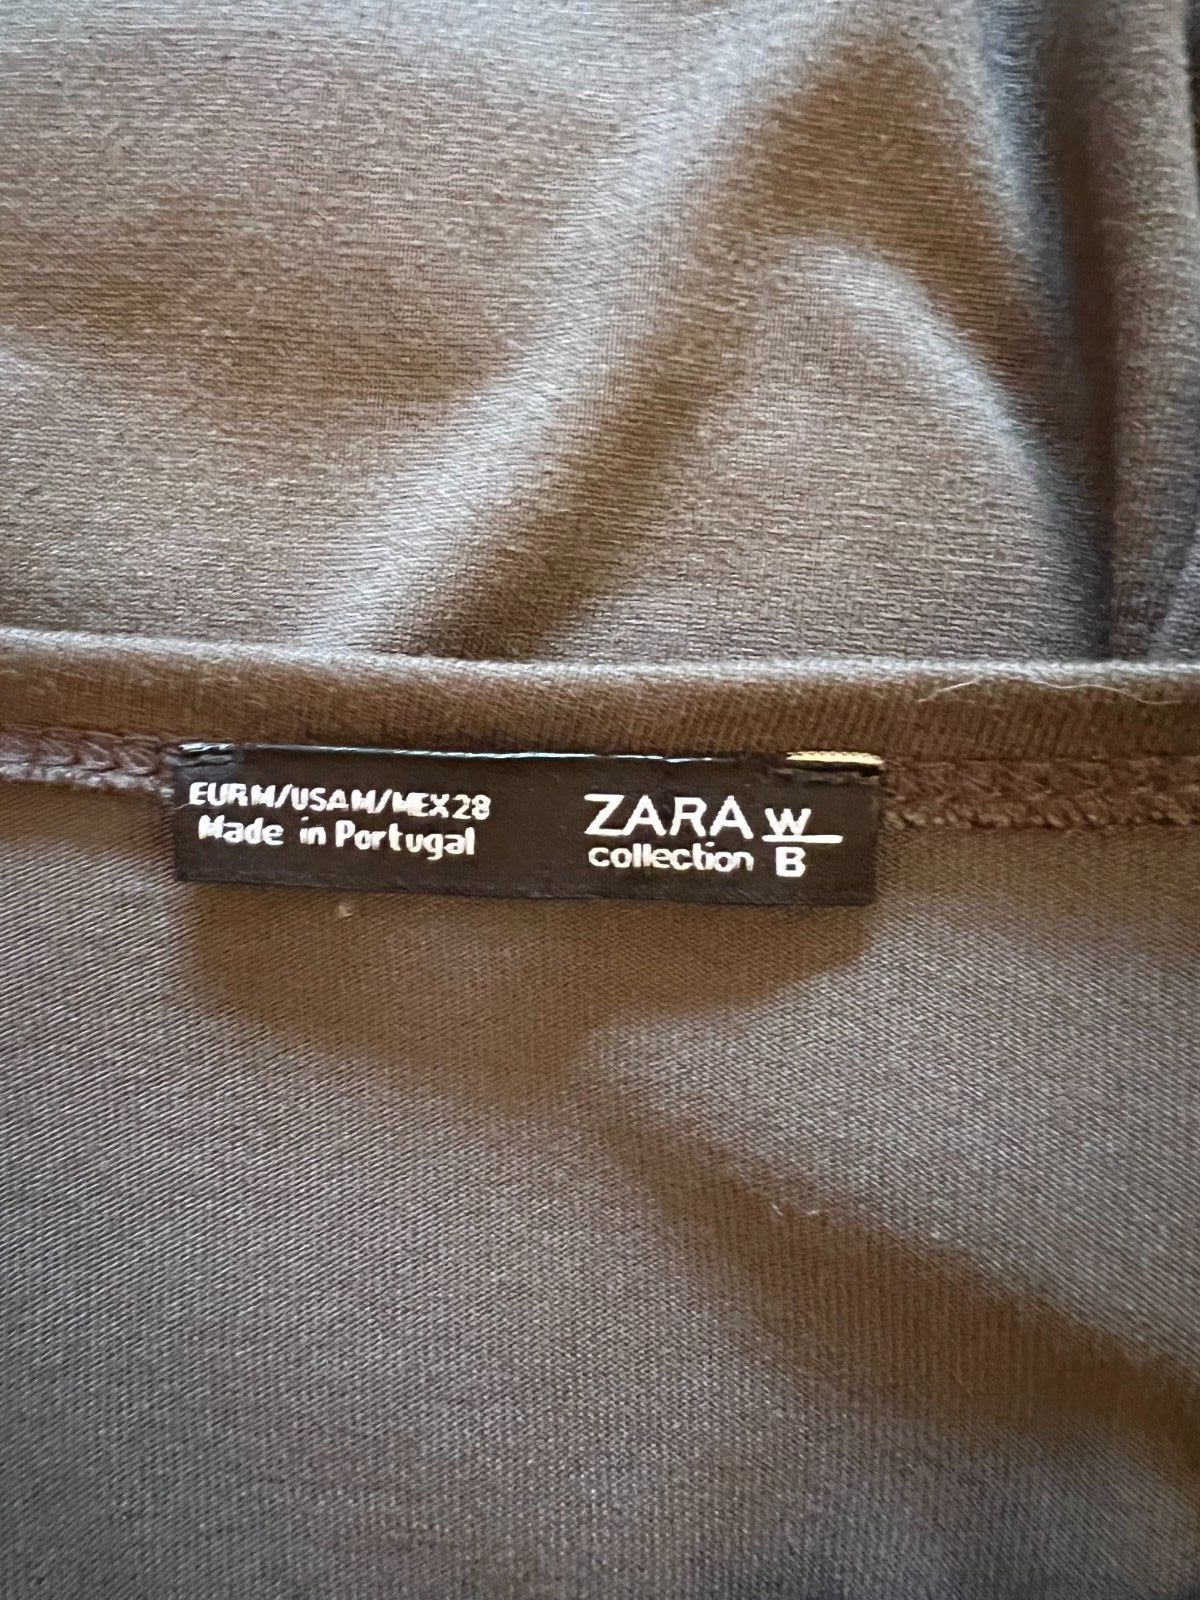 EUR M/USA M/MEX 28
Made in Portugal
ZARA W
collection B